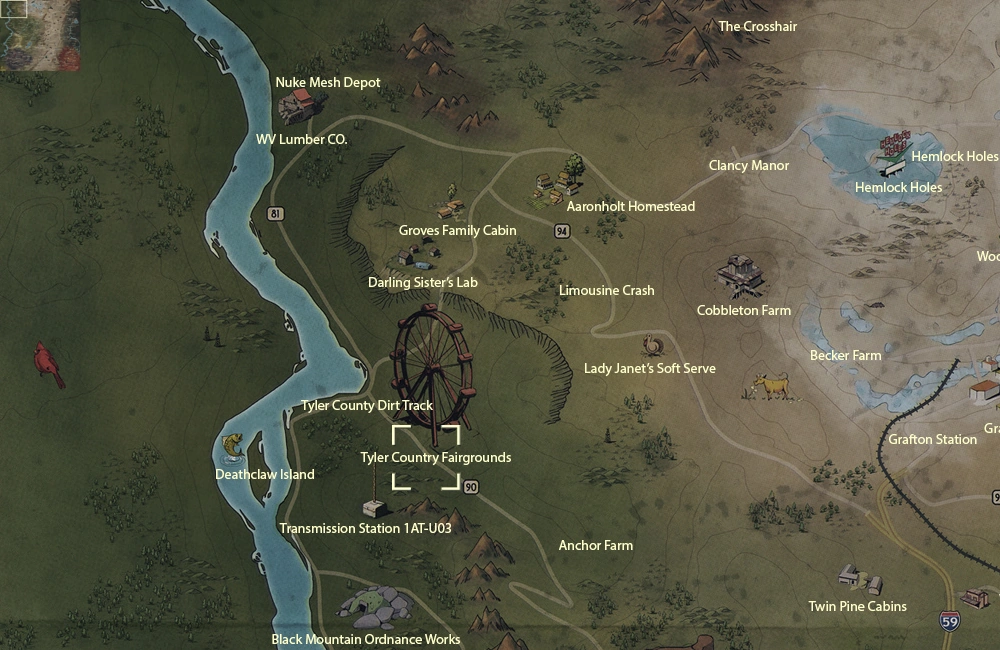 The Crosshair
Nuke Mesh Depot
WV Lumber CO.
Clancy Manor
HEMLOCK
HOLES
Hemlock Holes
Hemlock Holes
Aaronholt Homestead
81
Groves Family Cabin
94
Woo
Darling Sister's Lab
Limousine Crash
Cobbleton Farm
Becker Farm
Lady Janet's Soft Serve
Tyler County Dirt Track
Gra
Grafton Station
Tyler Country Fairgrounds
Deathclaw Island
90
9
Transmission Station 1AT-U03
Anchor Farm
Twin Pine Cabins
59
Black Mountain Ordnance Works